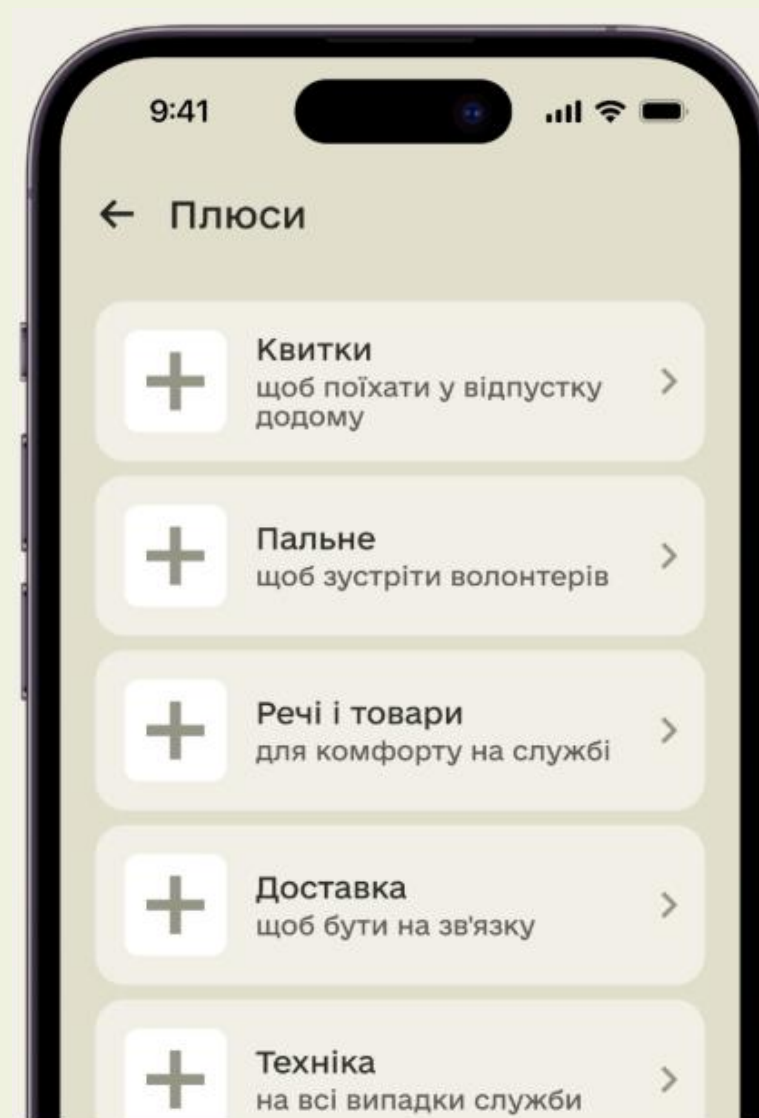 9:41
Плюси
Квитки
щоб поїхати у відпустку
додому
Пальне
щоб зустріти волонтерів
Речі і товари
для комфорту на службі
Доставка
щоб бути на зв'язку
Техніка
на всі випадки служби